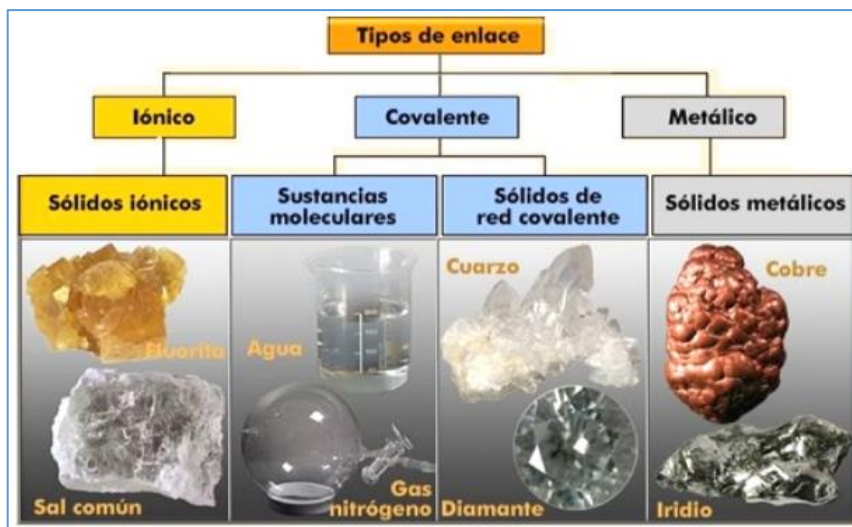 Tipos de enlace
Iónico
Covalente
Metálico
Sólidos iónicos
Sustancias
moleculares
Sólidos de
red covalente
Sólidos metálicos
Fluorita
Sal común
Agua
Gas
nitrógeno
Cuarzo
Diamante
Cobre
Iridio